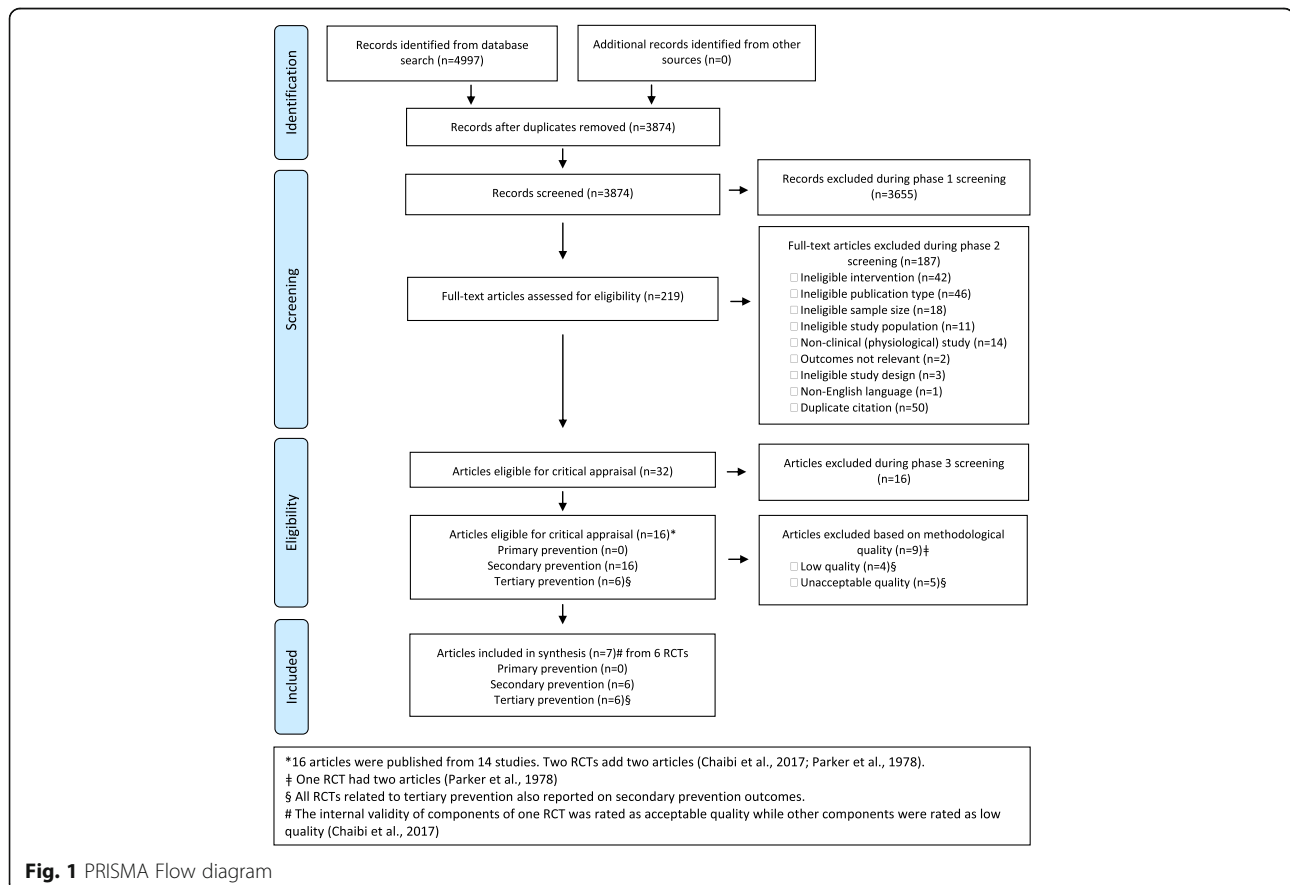 Identification
Records identified from database
search (n=4997)
Additional records identified from other
sources (n=0)
Records after duplicates removed (n=3874)
Screening
Records screened (n=3874)
Records excluded during phase 1 screening
(n=3655)
Full-text articles assessed for eligibility (n=219)
Full-text articles excluded during phase 2
screening (n=187)
□ Ineligible intervention (n=42)
□ Ineligible publication type (n=46)
□ Ineligible sample size (n=18)
□ Ineligible study population (n=11)
□ Non-clinical (physiological) study (n=14)
□ Outcomes not relevant (n=2)
□ Ineligible study design (n=3)
□ Non-English language (n=1)
□ Duplicate citation (n=50)
Eligibility
Articles eligible for critical appraisal (n=32)
Articles excluded during phase 3 screening
(n=16)
Articles eligible for critical appraisal (n=16)*
Primary prevention (n=0)
Secondary prevention (n=16)
Tertiary prevention (n=6)§
Articles excluded based on methodological
quality (n=9)ǂ
□ Low quality (n=4)§
□ Unacceptable quality (n=5)§
Included
Articles included in synthesis (n=7)# from 6 RCTs
Primary prevention (n=0)
Secondary prevention (n=6)
Tertiary prevention (n=6)§
*16 articles were published from 14 studies. Two RCTs add two articles (Chaibi et al., 2017; Parker et al., 1978).
ǂ One RCT had two articles (Parker et al., 1978)
§ All RCTs related to tertiary prevention also reported on secondary prevention outcomes.
# The internal validity of components of one RCT was rated as acceptable quality while other components were rated as low
quality (Chaibi et al., 2017)
Fig. 1 PRISMA Flow diagram